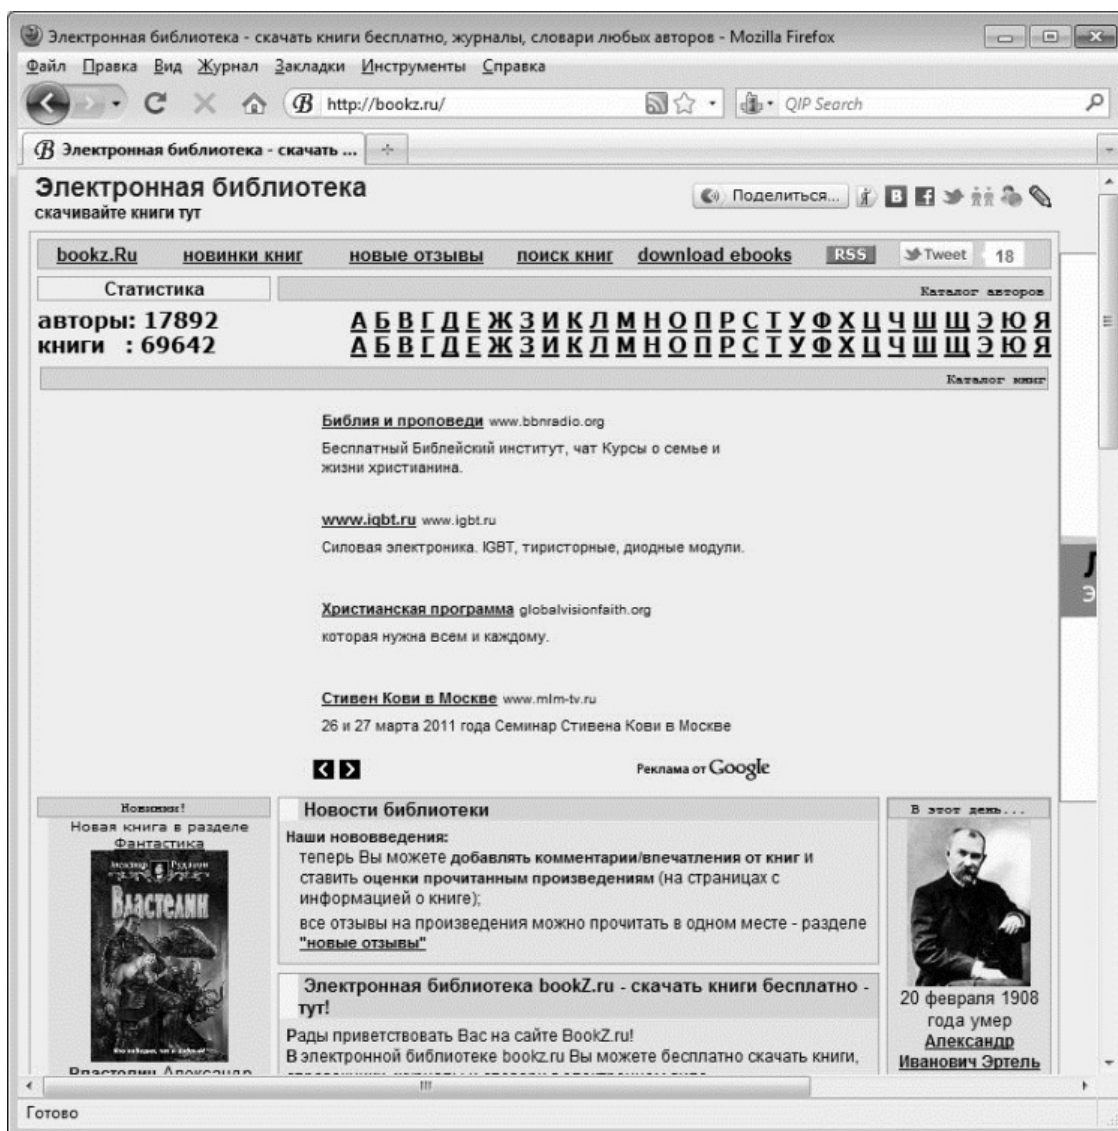 Электронная библиотека - скачать книги бесплатно, журналы, словари любых авторов - Mozilla Firefox
Файл Правка Вид Журнал Закладки Инструменты Справка
http://bookz.ru/
QIP Search
Электронная библиотека - скачать ...
Электронная библиотека
скачивайте книги тут
Поделиться...
bookz.Ru новинки книг новые отзывы поиск книг download ebooks RSS Tweet 18
Статистика
Каталог авторов
авторы: 17892
А Б В Г Д Е Ж З И К Л М Н О П Р С Т У Ф Х Ц Ч Ш Щ Э Ю Я
книги : 69642
А Б В Г Д Е Ж З И К Л М Н О П Р С Т У Ф Х Ц Ч Ш Щ Э Ю Я
Каталог книг
Библия и проповеди www.bbnradio.org
Бесплатный Библейский институт, чат Курсы о семье и
жизни христианина.
www.igbt.ru www.igbt.ru
Силовая электроника. IGBT, тиристорные, диодные модули.
Христианская программа globalvisionfaith.org
которая нужна всем и каждому.
Стивен Кови в Москве www.mlm-tv.ru
26 и 27 марта 2011 года Семинар Стивена Кови в Москве
Реклама от Google
Новинки!
Новая книга в разделе
Фантастика
Александр Рудазов
Властелин
Властелин Александр
Новости библиотеки
Наши нововведения:
теперь Вы можете добавлять комментарии/впечатления от книг и
ставить оценки прочитанным произведениям (на страницах с
информацией о книге);
все отзывы на произведения можно прочитать в одном месте - разделе
"новые отзывы"
Электронная библиотека bookZ.ru - скачать книги бесплатно -
тут!
Рады приветствовать Вас на сайте BookZ.ru!
В электронной библиотеке bookz.ru Вы можете бесплатно скачать книги,
В этот день...
20 февраля 1908
года умер
Александр
Иванович Эртель
Готово